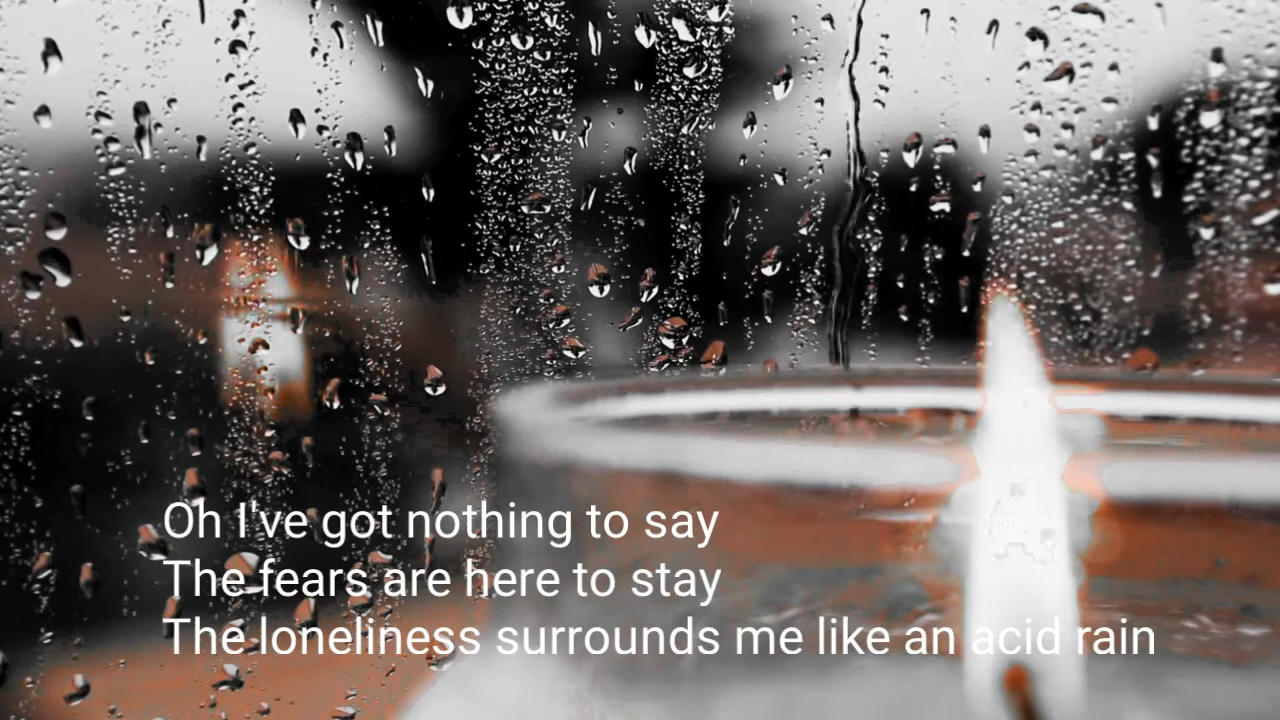 Oh I've got nothing to say
The fears are here to stay
The loneliness surrounds me like an acid rain